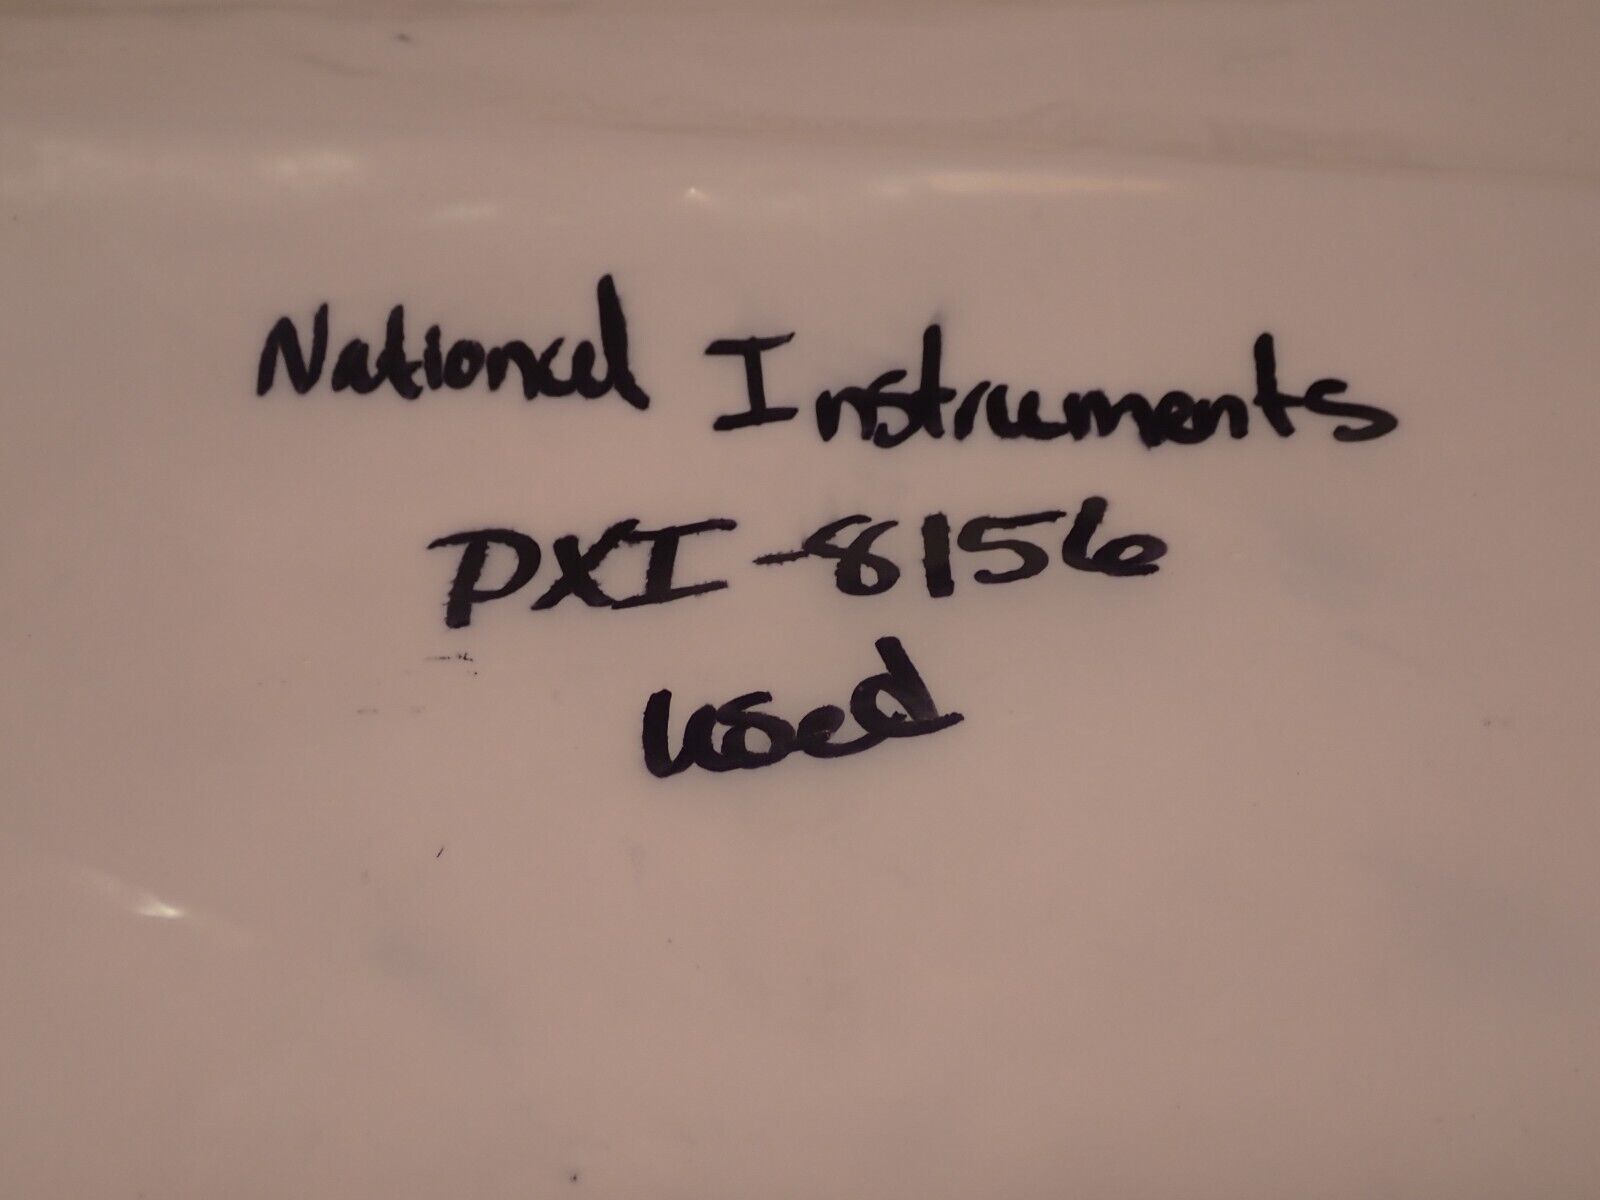 National Instruments
PXI-8156
Used